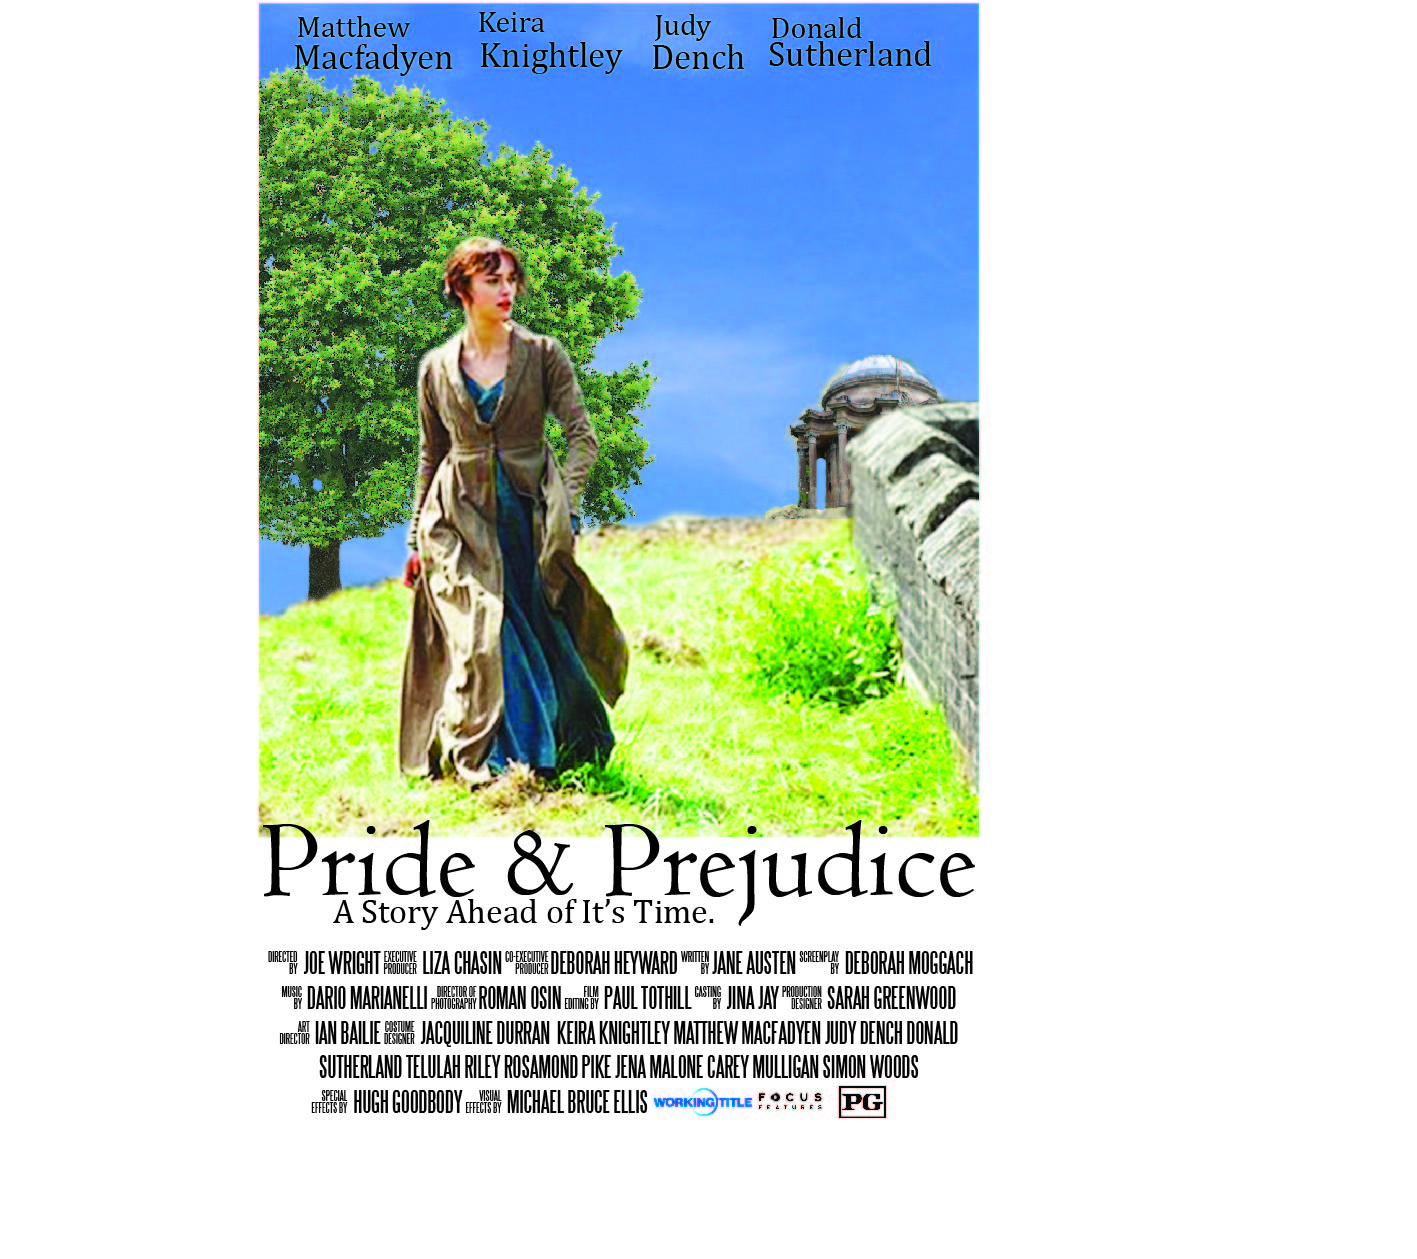 Matthew Keira Judy Donald
Macfadyen Knightley Dench Sutherland
Pride & Prejudice
A Story Ahead of It's Time.
DIRECTED BY JOE WRIGHT EXECUTIVE PRODUCER LIZA CHASIN CO-EXECUTIVE PRODUCER DEBORAH HEYWARD WRITTEN BY JANE AUSTEN SCREENPLAY BY DEBORAH MOGGACH
MUSIC BY DARIO MARIANELLI DIRECTOR OF PHOTOGRAPHY ROMAN OSIN FILM EDITING BY PAUL TOTHILL CASTING BY JINA JAY PRODUCTION DESIGNER SARAH GREENWOOD
ART DIRECTOR IAN BAILIE COSTUME DESIGNER JACQUILINE DURRAN KEIRA KNIGHTLEY MATTHEW MACFADYEN JUDY DENCH DONALD
SUTHERLAND TELULAH RILEY ROSAMOND PIKE JENA MALONE CAREY MULLIGAN SIMON WOODS
SPECIAL EFFECTS BY HUGH GOODBODY VISUAL EFFECTS BY MICHAEL BRUCE ELLIS WORKING TITLE FOCUS FEATURES PG